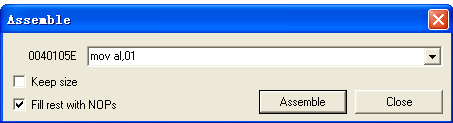 Assemble
0040105E mov al,01
Keep size
Fill rest with NOPs
Assemble Close